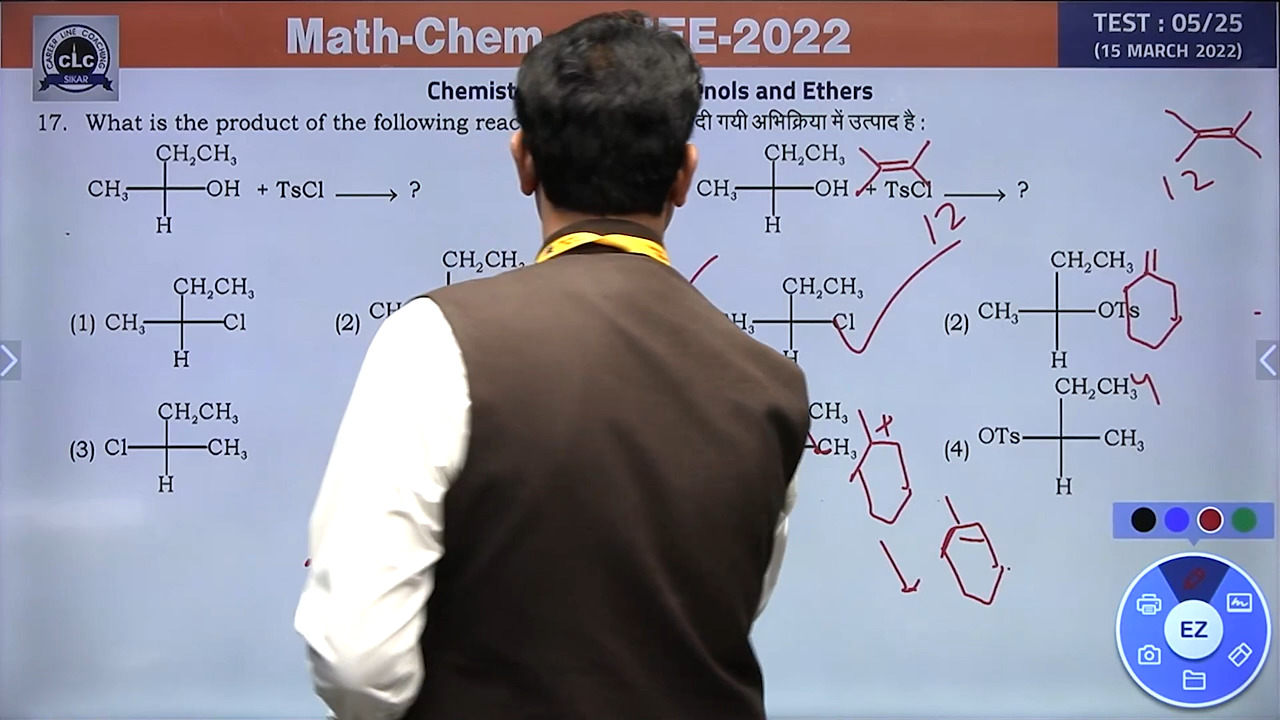 CAREER LINE COACHING
CLC
SIKAR
Math-Chem EE-2022
TEST : 05/25
(15 MARCH 2022)
Chemist nols and Ethers
17. What is the product of the following reac दी गयी अभिक्रिया में उत्पाद है :
CH₂CH₃
CH₃ OH + TsCl ⟶ ?
H
CH₂CH₃
CH₃ OH + TsCl ⟶ ?
H
12
12
(1) CH₂CH₃
CH₃ Cl
H
(2) CH₂CH₃
CH
CH₂CH₃
H₃ Cl
H
(2) CH₂CH₃
CH₃ OTs
H
(3) CH₂CH₃
Cl CH₃
H
CH₃
CH₃
+
4
(4) CH₂CH₃
OTs CH₃
H
EZ